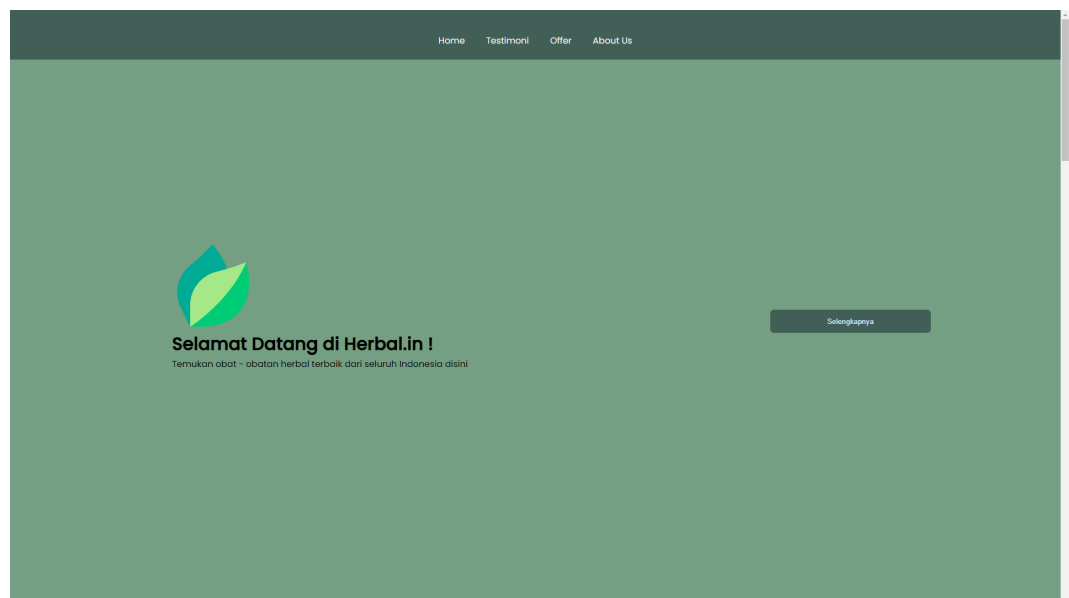 Home Testimoni Offer About Us
Selamat Datang di Herbal.in !
Temukan obat - obatan herbal terbaik dari seluruh Indonesia disini
Selengkapnya